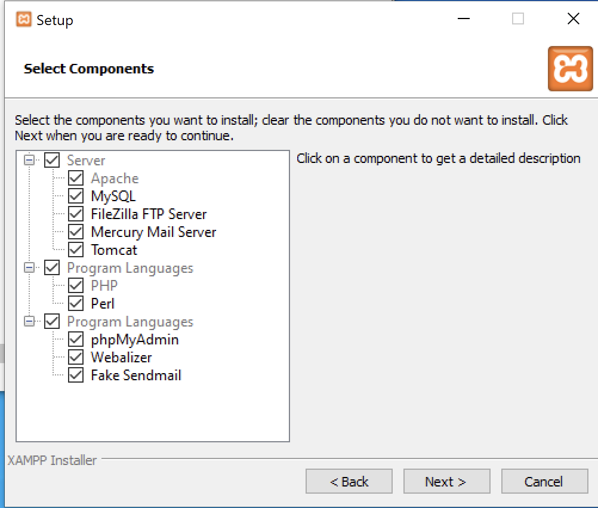 Setup
Select Components
Select the components you want to install; clear the components you do not want to install. Click
Next when you are ready to continue.
Server
Apache
MySQL
FileZilla FTP Server
Mercury Mail Server
Tomcat
Program Languages
PHP
Perl
Program Languages
phpMyAdmin
Webalizer
Fake Sendmail
Click on a component to get a detailed description
XAMPP Installer
< Back
Next >
Cancel